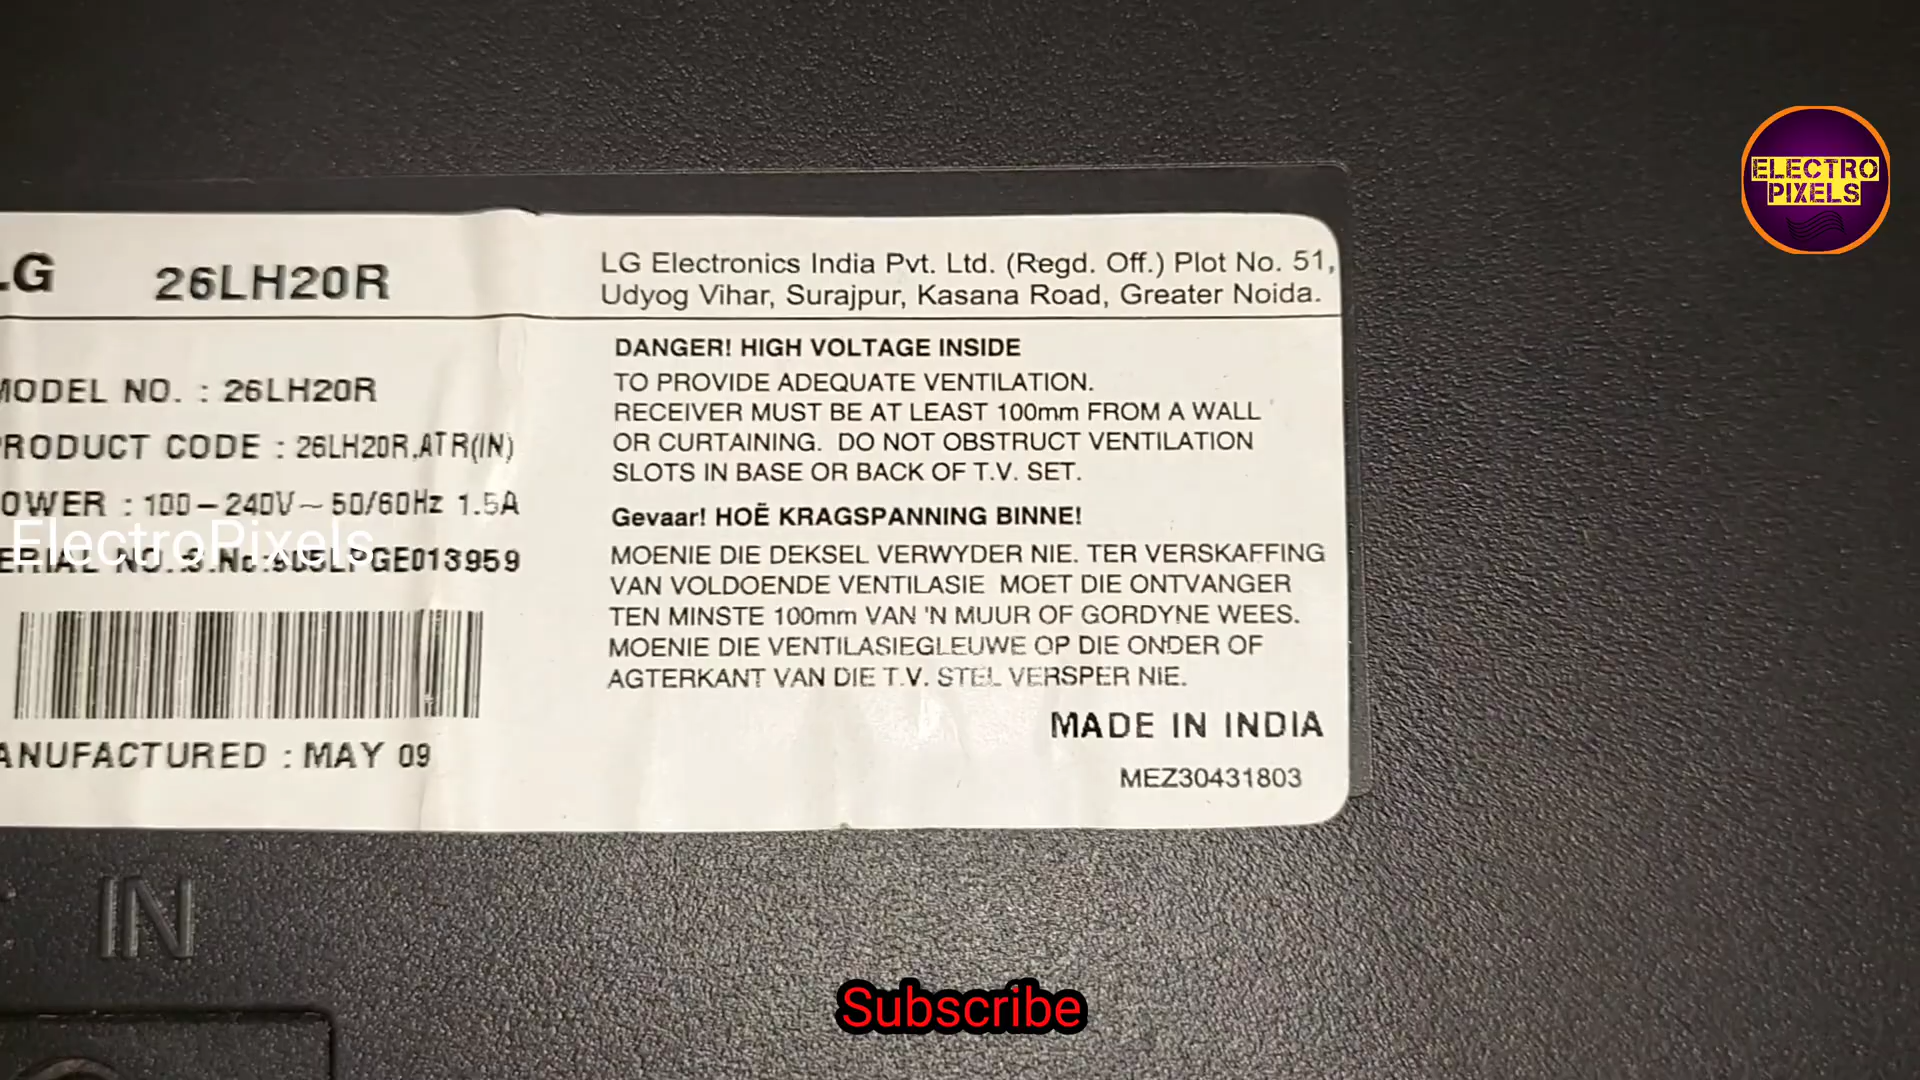 LG 26LH20R
MODEL NO. : 26LH20R
PRODUCT CODE : 26LH20R.ATR(IN)
POWER : 100-240V~ 50/60Hz 1.5A
SERIAL NO.:S.No:
ElectroPixels
MANUFACTURED : MAY 09
LG Electronics India Pvt. Ltd. (Regd. Off.) Plot No. 51,
Udyog Vihar, Surajpur, Kasana Road, Greater Noida.
DANGER! HIGH VOLTAGE INSIDE
TO PROVIDE ADEQUATE VENTILATION.
RECEIVER MUST BE AT LEAST 100mm FROM A WALL
OR CURTAINING. DO NOT OBSTRUCT VENTILATION
SLOTS IN BASE OR BACK OF T.V. SET.
Gevaar! HOË KRAGSPANNING BINNE!
MOENIE DIE DEKSEL VERWYDER NIE. TER VERSKAFFING
VAN VOLDOENDE VENTILASIE MOET DIE ONTVANGER
TEN MINSTE 100mm VAN 'N MUUR OF GORDYNE WEES.
MOENIE DIE VENTILASIEGLEUWE OP DIE ONDER OF
AGTERKANT VAN DIE T.V. STEL VERSPER NIE.
MADE IN INDIA
MEZ30431803
ELECTRO
PIXELS
IN
Subscribe